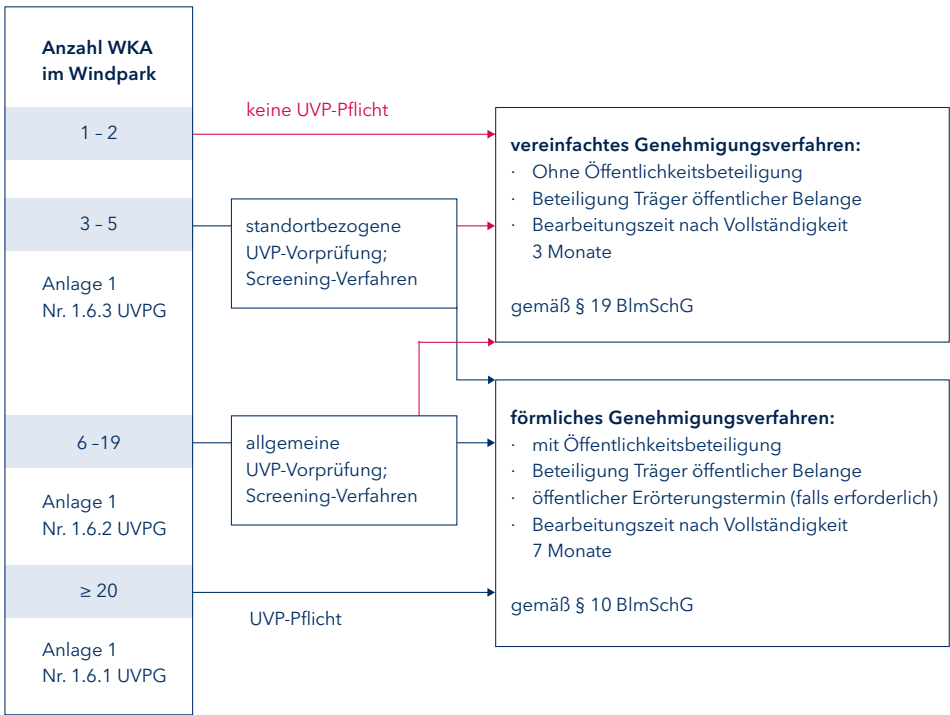 Anzahl WKA
im Windpark
1 – 2
keine UVP-Pflicht
3 – 5
Anlage 1
Nr. 1.6.3 UVPG
standortbezogene
UVP-Vorprüfung;
Screening-Verfahren
vereinfachtes Genehmigungsverfahren:
· Ohne Öffentlichkeitsbeteiligung
· Beteiligung Träger öffentlicher Belange
· Bearbeitungszeit nach Vollständigkeit
3 Monate
gemäß § 19 BlmSchG
6 –19
Anlage 1
Nr. 1.6.2 UVPG
allgemeine
UVP-Vorprüfung;
Screening-Verfahren
förmliches Genehmigungsverfahren:
· mit Öffentlichkeitsbeteiligung
· Beteiligung Träger öffentlicher Belange
· öffentlicher Erörterungstermin (falls erforderlich)
· Bearbeitungszeit nach Vollständigkeit
7 Monate
gemäß § 10 BlmSchG
≥ 20
UVP-Pflicht
Anlage 1
Nr. 1.6.1 UVPG